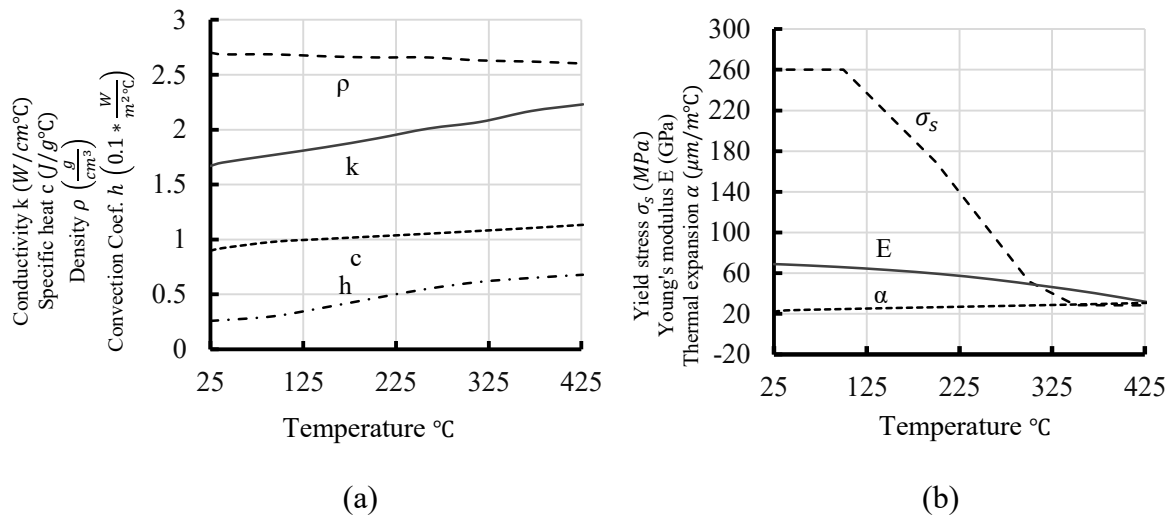 Conductivity k (W/cm℃)
Specific heat c (J/g℃)
Density ρ (g/cm³)
Convection Coef. h (0.1 * W/m²℃)
3
2.5
2
1.5
1
0.5
0
ρ
k
c
h
25 125 225 325 425
Temperature ℃
(a)
Yield stress σₛ (MPa)
Young's modulus E (GPa)
Thermal expansion α (μm/m℃)
260
220
180
140
100
60
20
-20
σₛ
E
α
25 125 225 325 425
Temperature ℃
(b)